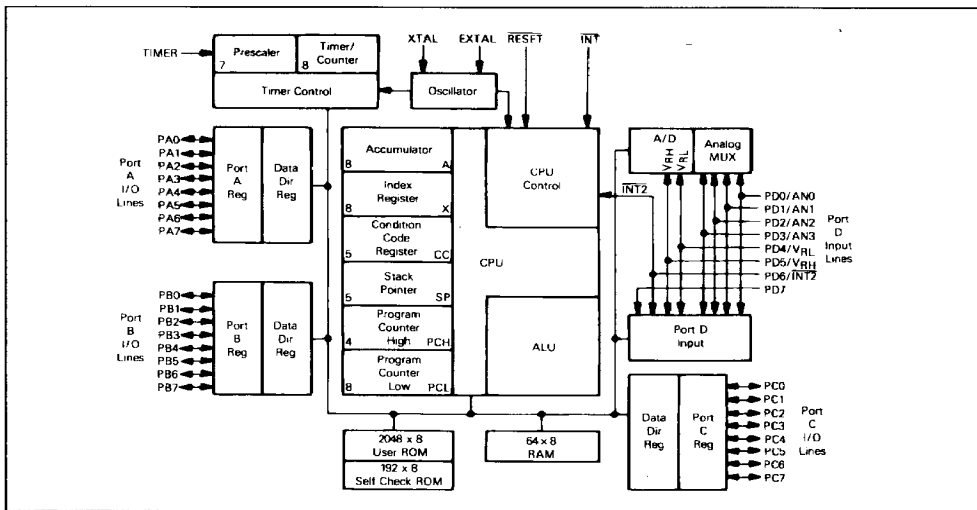 TIMER
Prescaler
7
Timer/
Counter
8
Timer Control
XTAL
EXTAL
RESET
INT
Oscillator
Port
A
I/O
Lines
PA0
PA1
PA2
PA3
PA4
PA5
PA6
PA7
Port
A
Reg
Data
Dir
Reg
Accumulator
8
A
Index
Register
8
X
Condition
Code
Register
5
CC
Stack
Pointer
5
SP
Program
Counter
High
4
PCH
Program
Counter
Low
8
PCL
CPU
CPU
Control
ALU
INT2
A/D
VRH
VRL
Analog
MUX
PD0/AN0
PD1/AN1
PD2/AN2
PD3/AN3
PD4/VRL
PD5/VRH
PD6/INT2
PD7
Port
D
Input
Lines
Port D
Input
Port
B
I/O
Lines
PB0
PB1
PB2
PB3
PB4
PB5
PB6
PB7
Port
B
Reg
Data
Dir
Reg
2048 x 8
User ROM
192 x 8
Self Check ROM
64 x 8
RAM
Data
Dir
Reg
Port
C
Reg
PC0
PC1
PC2
PC3
PC4
PC5
PC6
PC7
Port
C
I/O
Lines